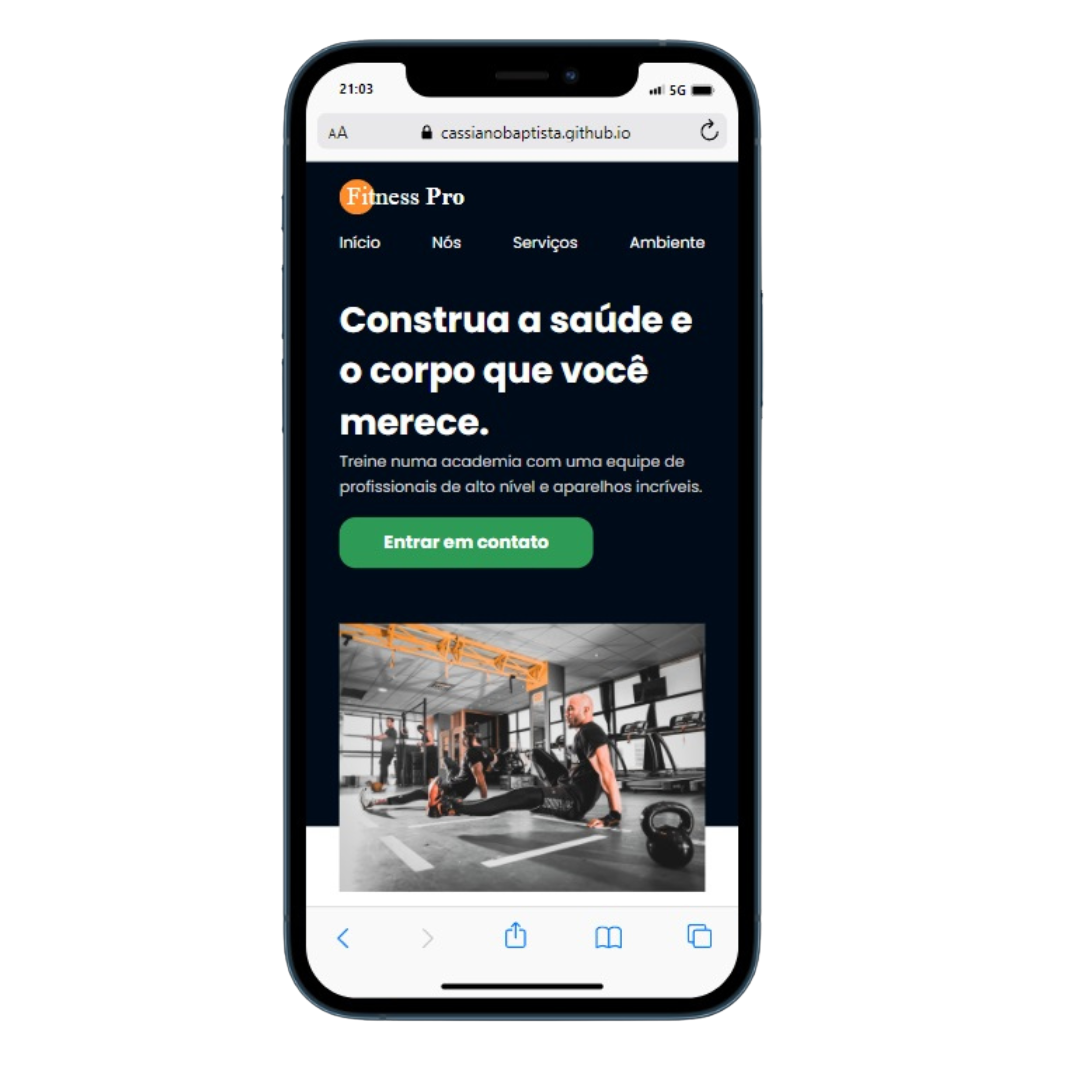 21:03
5G
AA
cassianobaptista.github.io
Fitness Pro
Início Nós Serviços Ambiente
Construa a saúde e
o corpo que você
merece.
Treine numa academia com uma equipe de
profissionais de alto nível e aparelhos incríveis.
Entrar em contato